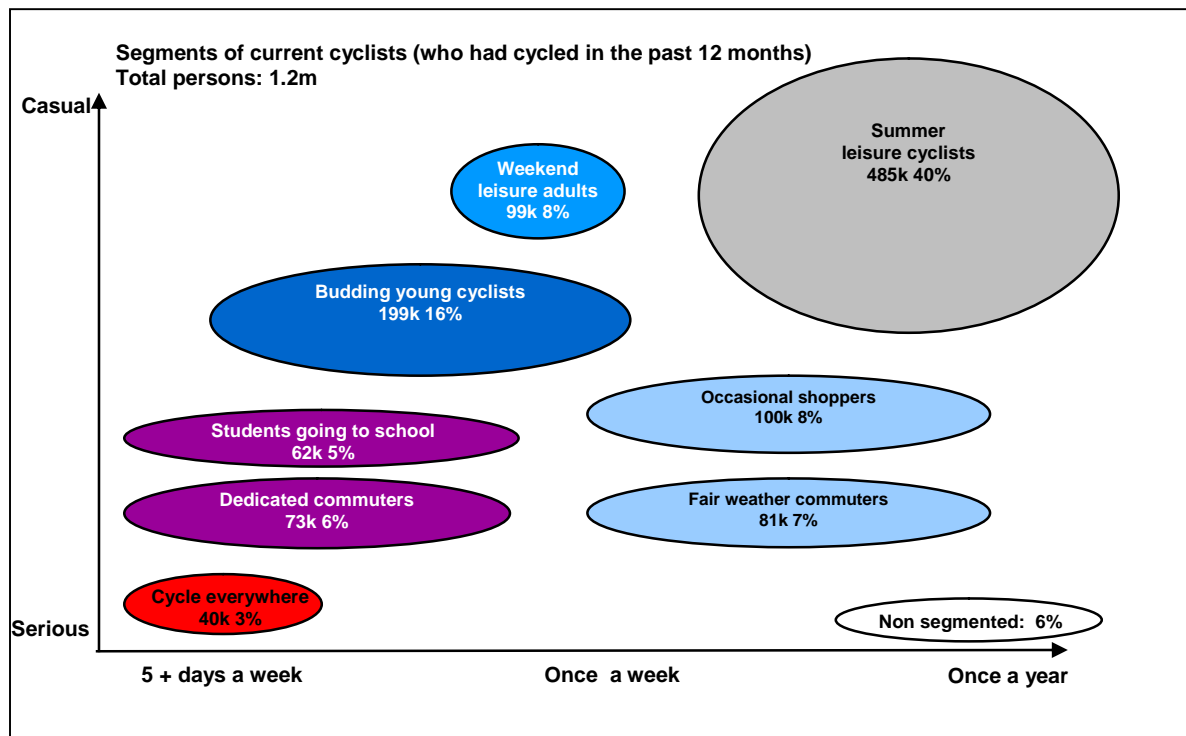 Segments of current cyclists (who had cycled in the past 12 months)
Total persons: 1.2m
Casual
Summer
leisure cyclists
485k 40%
Weekend
leisure adults
99k 8%
Budding young cyclists
199k 16%
Occasional shoppers
100k 8%
Students going to school
62k 5%
Dedicated commuters
73k 6%
Fair weather commuters
81k 7%
Cycle everywhere
40k 3%
Non segmented:  6%
Serious
5 + days a week
Once  a week
Once a year